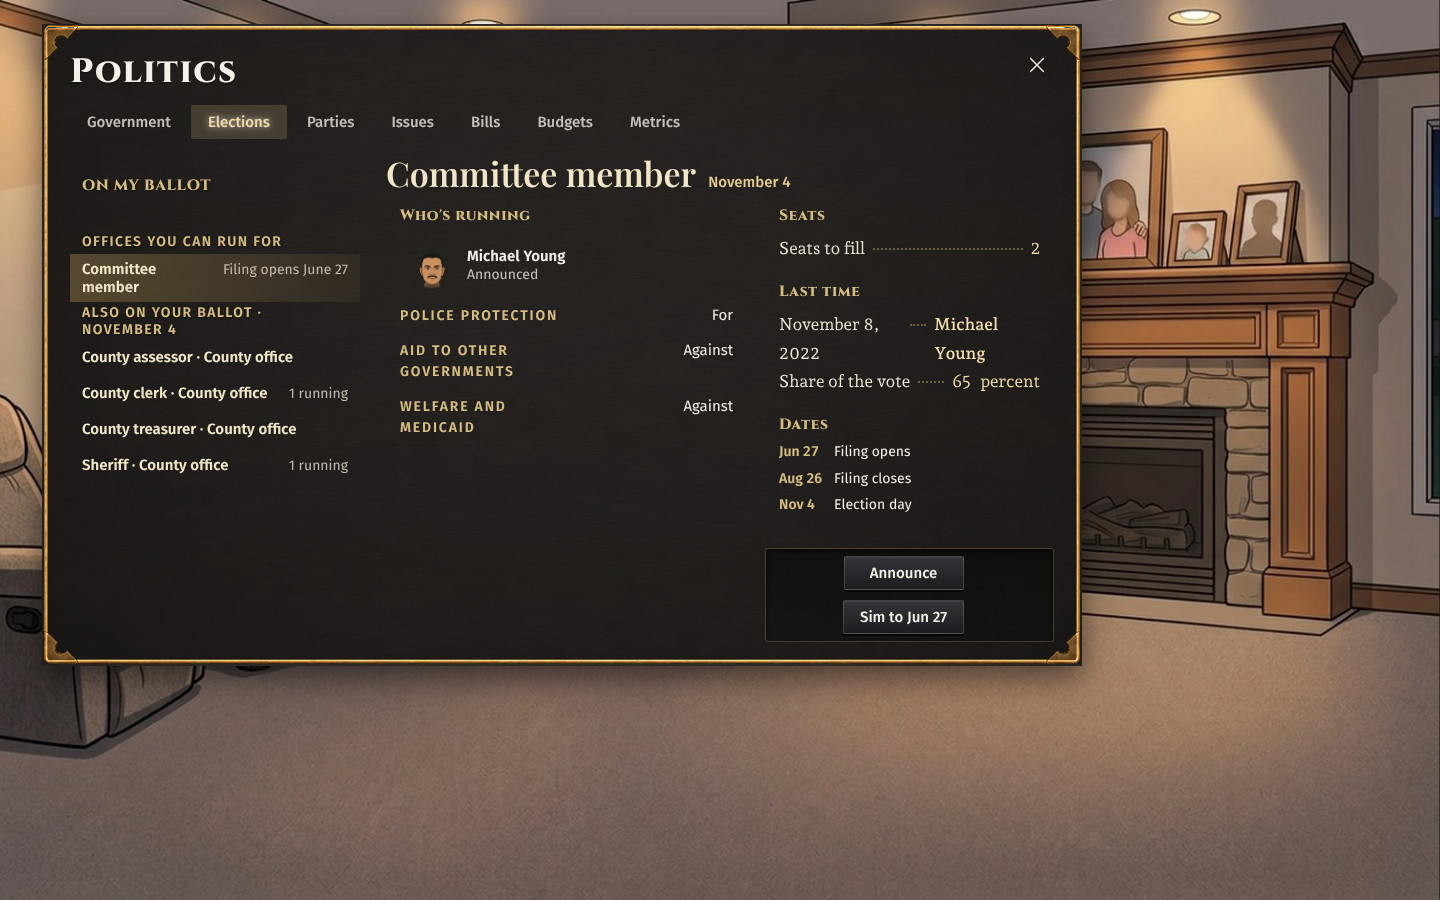 Politics
Government Elections Parties Issues Bills Budgets Metrics
On my ballot
OFFICES YOU CAN RUN FOR
Committee member Filing opens June 27
ALSO ON YOUR BALLOT ·
NOVEMBER 4
County assessor · County office
County clerk · County office 1 running
County treasurer · County office
Sheriff · County office 1 running
Committee member November 4
Who's running
Michael Young
Announced
POLICE PROTECTION For
AID TO OTHER GOVERNMENTS Against
WELFARE AND MEDICAID Against
Seats
Seats to fill 2
Last time
November 8, 2022 Michael Young
Share of the vote 65 percent
Dates
Jun 27 Filing opens
Aug 26 Filing closes
Nov 4 Election day
Announce
Sim to Jun 27